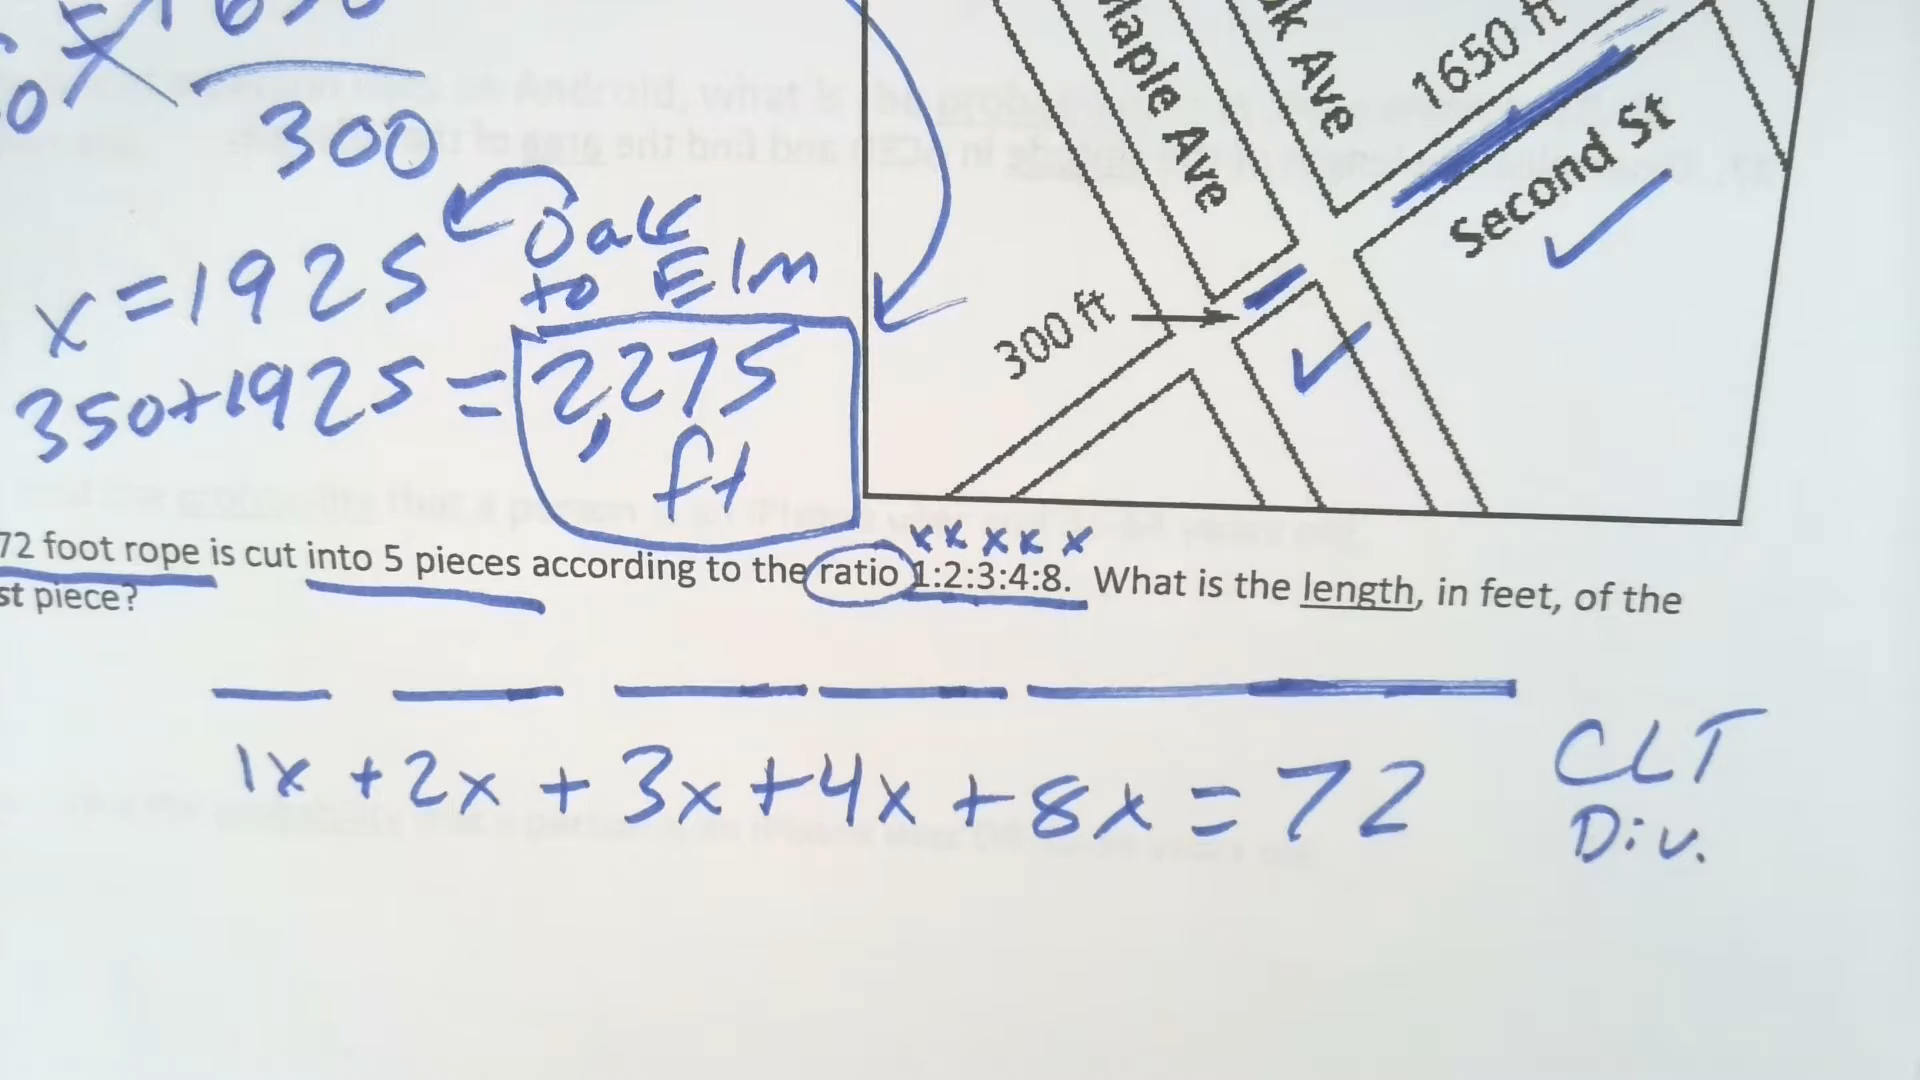 300
x=1925
Oak
to Elm
350+1925=2,275
ft
Maple Ave
Ave
1650 ft
Second St
300 ft
72 foot rope is cut into 5 pieces according to the ratio 1:2:3:4:8. What is the length, in feet, of the
x x x x x
piece?
1x + 2x + 3x + 4x + 8x = 72
CLT
Div.